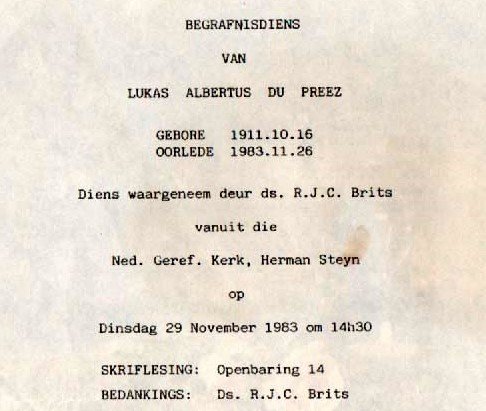 BEGRAFNISDIENS
VAN
LUKAS ALBERTUS DU PREEZ
GEBORE 1911.10.16
OORLEDE 1983.11.26
Diens waargeneem deur ds. R.J.C. Brits
vanuit die
Ned. Geref. Kerk, Herman Steyn
op
Dinsdag 29 November 1983 om 14h30
SKRIFLESING: Openbaring 14
BEDANKINGS: Ds. R.J.C. Brits